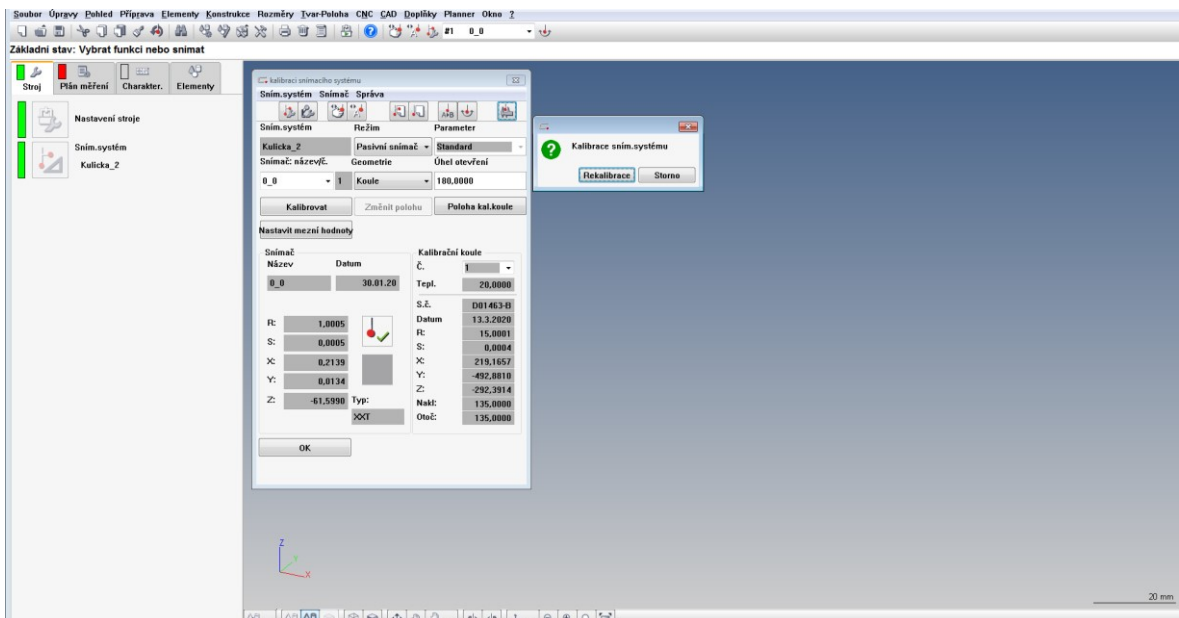 Soubor Úpravy Pohled Příprava Elementy Konstrukce Rozměry Tvar-Poloha CNC CAD Doplňky Planner Okno ?
#1 0_0
Základní stav: Vybrat funkci nebo snímat
Stroj Plán měření Charakter. Elementy
Nastavení stroje
Sním.systém
Kulicka_2
kalibrací snímacího systému
Sním.systém Snímač Správa
Sním.systém Režim Parameter
Kulicka_2 Pasivní snímač Standard
Snímač: název/č. Geometrie Úhel otevření
0_0 1 Koule 180,0000
Kalibrovat Změnit polohu Poloha kal.koule
Nastavit mezní hodnoty
Snímač Kalibrační koule
Název Datum Č. 1
0_0 30.01.20 Tepl. 20,0000
S.č. D01463-B
Datum 13.3.2020
R: 1,0005 R: 15,0001
S: 0,0005 S: 0,0004
X: 0,2139 X: 219,1657
Y: 0,0134 Y: -492,8810
Z: -61,5990 Typ: Z: -292,3914
XXT Nakl: 135,0000
Otoč: 135,0000
OK
Kalibrace sním.systému
Rekalibrace Storno
Z
Y
X
20 mm